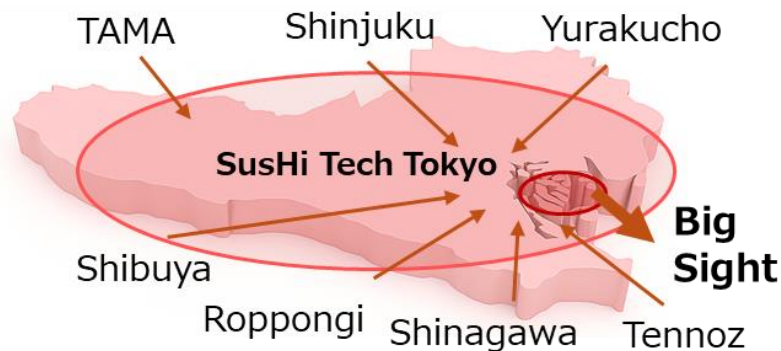 TAMA
Shinjuku
Yurakucho
SusHi Tech Tokyo
Big
Sight
Shibuya
Roppongi
Shinagawa
Tennoz